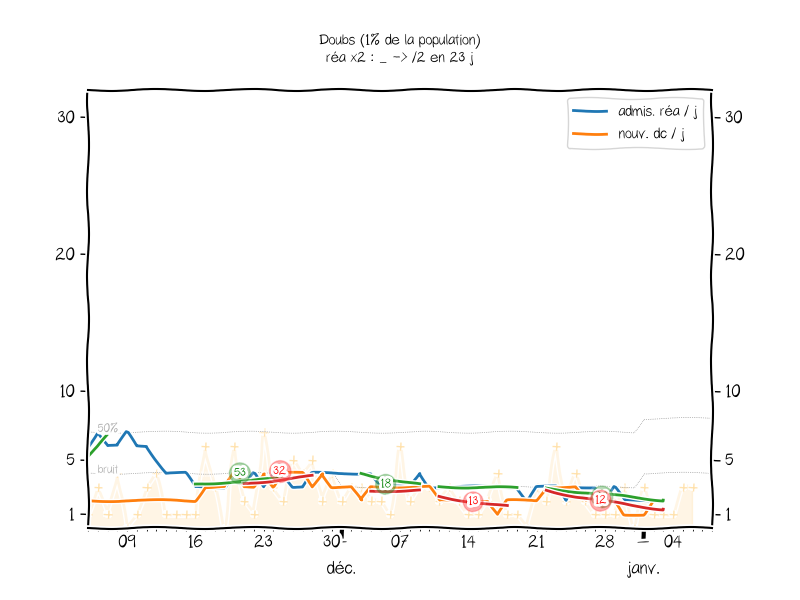 Doubs (1% de la population)
réa x2 : _ -> /2 en 23 j
admis. réa / j
nouv. dc / j
30 30
20 20
10 10
50%
bruit
5 5
53 32 18 13 12
1 1
09 16 23 30 07 14 21 28 04
déc. janv.